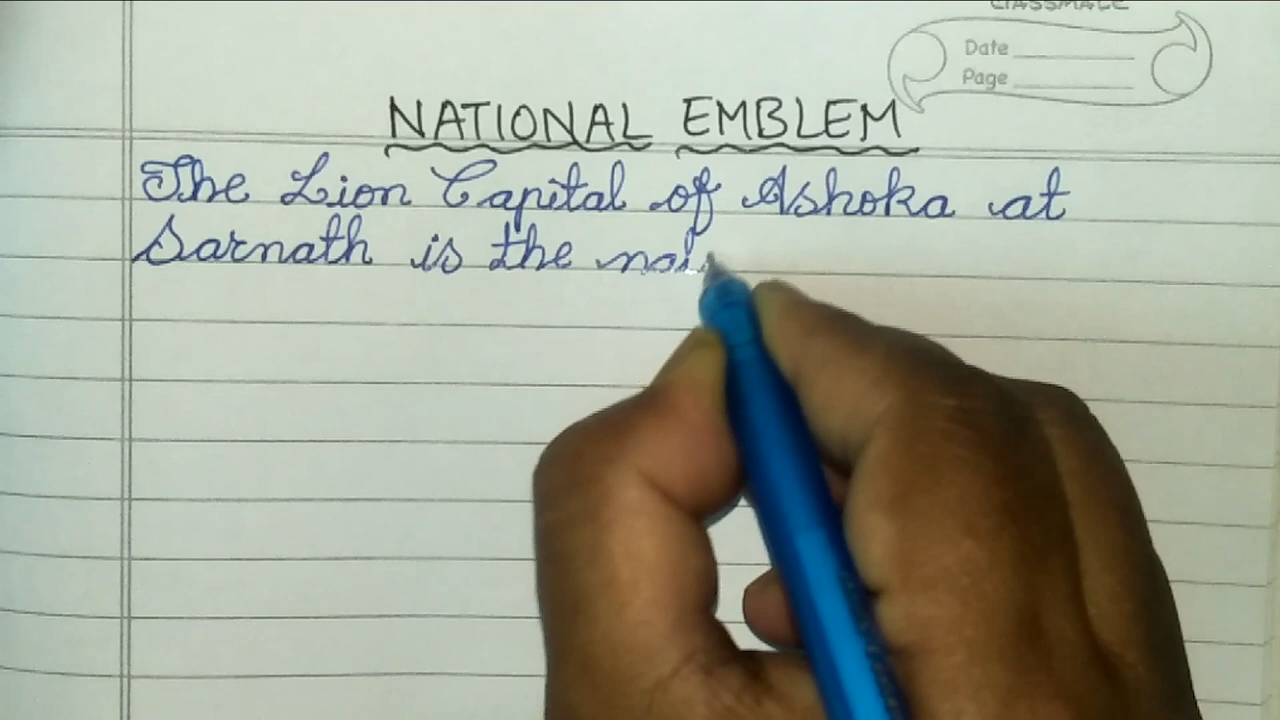 CLASSMATE
Date
Page
NATIONAL EMBLEM
The Lion Capital of Ashoka at
Sarnath is the